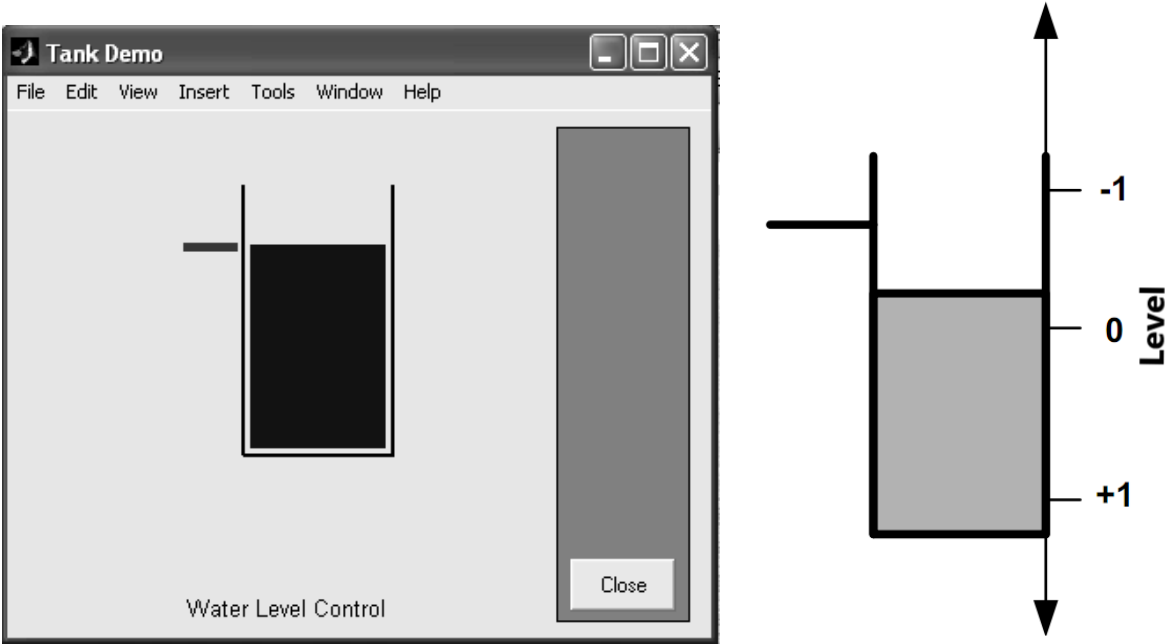 Tank Demo
File Edit View Insert Tools Window Help
Close
Water Level Control
-1
0
+1
Level